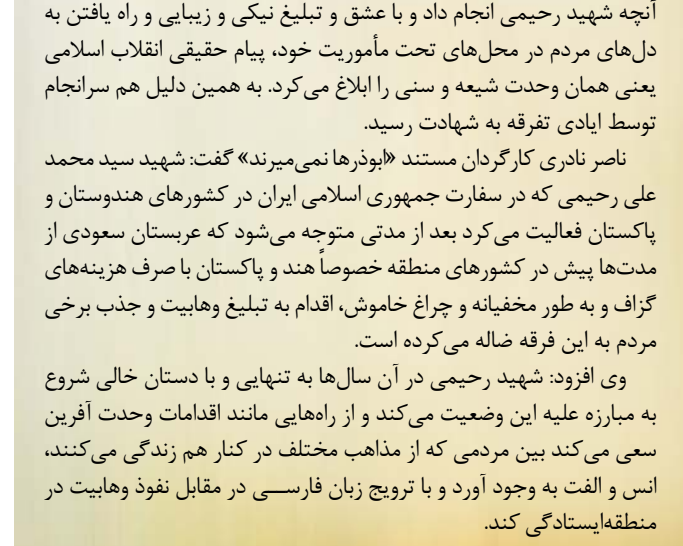 آنچه شهید رحیمی انجام داد و با عشق و تبلیغ نیکی و زیبایی و راه یافتن به
دل‌های مردم در محل‌های تحت مأموریت خود، پیام حقیقی انقلاب اسلامی
یعنی همان وحدت شیعه و سنی را ابلاغ می‌کرد. به همین دلیل هم سرانجام
توسط ایادی تفرقه به شهادت رسید.
ناصر نادری کارگردان مستند «ابوذرها نمی‌میرند» گفت: شهید سید محمد
علی رحیمی که در سفارت جمهوری اسلامی ایران در کشورهای هندوستان و
پاکستان فعالیت می‌کرد بعد از مدتی متوجه می‌شود که عربستان سعودی از
مدت‌ها پیش در کشورهای منطقه خصوصاً هند و پاکستان با صرف هزینه‌های
گزاف و به طور مخفیانه و چراغ خاموش، اقدام به تبلیغ وهابیت و جذب برخی
مردم به این فرقه ضاله می‌کرده است.
وی افزود: شهید رحیمی در آن سال‌ها به تنهایی و با دستان خالی شروع
به مبارزه علیه این وضعیت می‌کند و از راه‌هایی مانند اقدامات وحدت آفرین
سعی می‌کند بین مردمی که از مذاهب مختلف در کنار هم زندگی می‌کنند،
انس و الفت به وجود آورد و با ترویج زبان فارســی در مقابل نفوذ وهابیت در
منطقه‌ایستادگی کند.